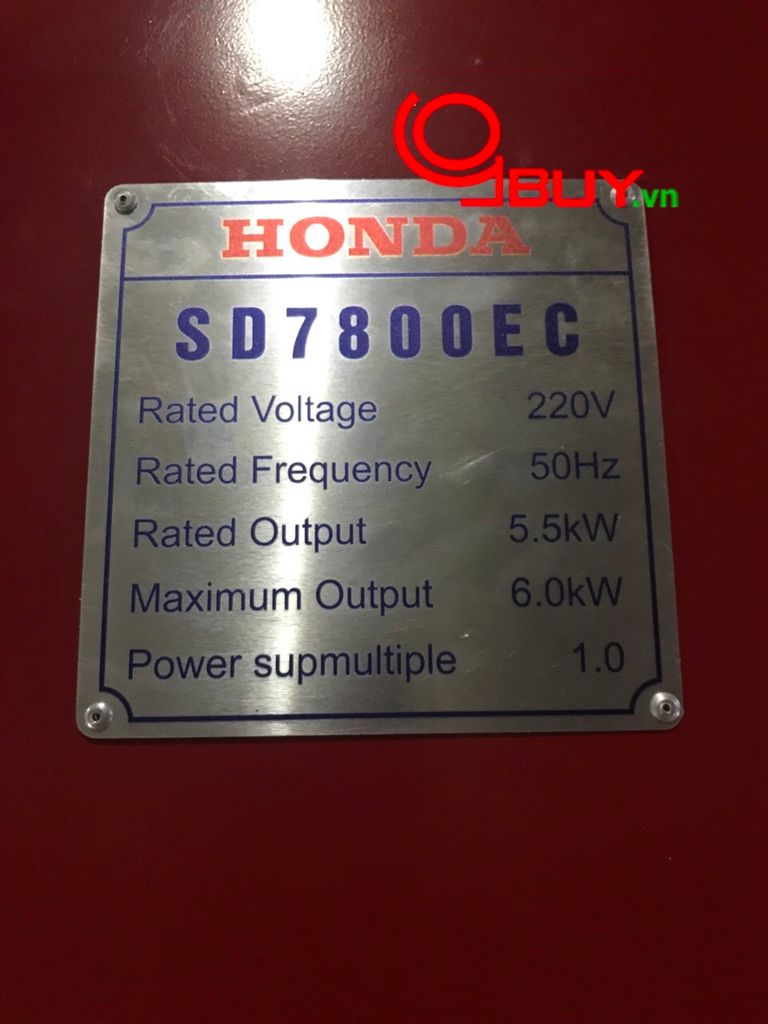 9BUY.vn
HONDA
SD7800EC
Rated Voltage 220V
Rated Frequency 50Hz
Rated Output 5.5kW
Maximum Output 6.0kW
Power supmultiple 1.0